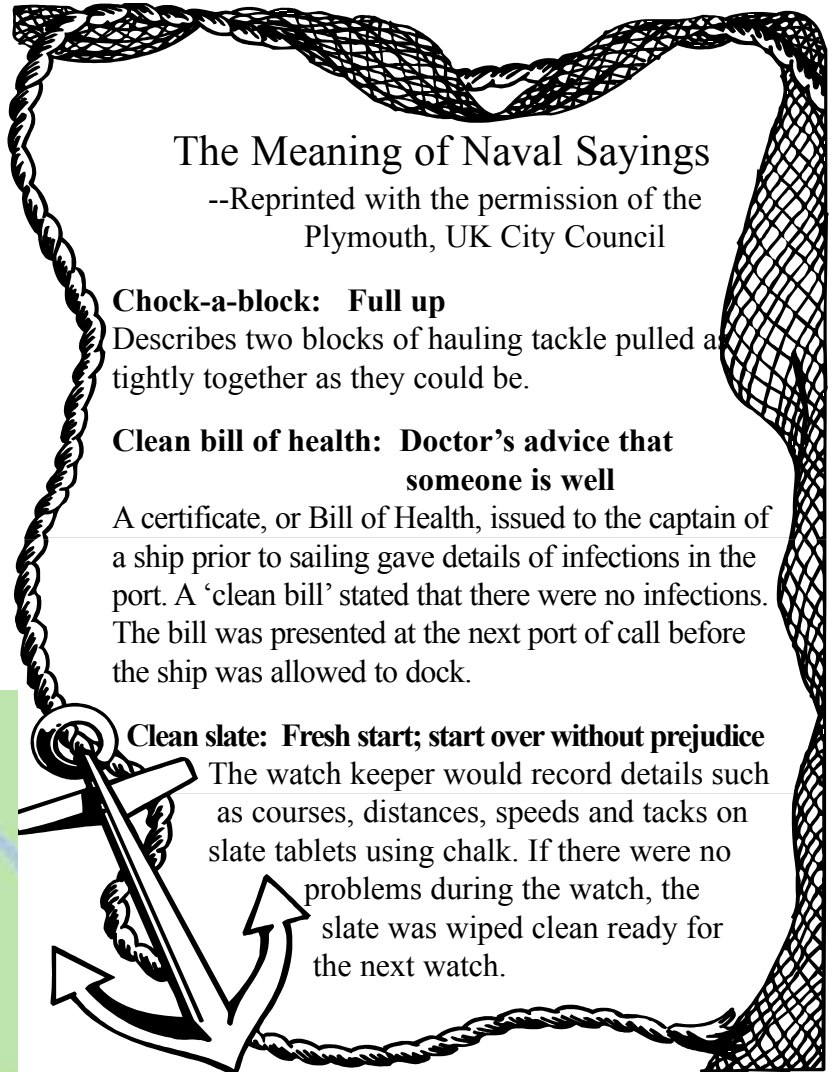 The Meaning of Naval Sayings
--Reprinted with the permission of the
Plymouth, UK City Council
Chock-a-block: Full up
Describes two blocks of hauling tackle pulled as
tightly together as they could be.
Clean bill of health: Doctor’s advice that
someone is well
A certificate, or Bill of Health, issued to the captain of
a ship prior to sailing gave details of infections in the
port. A ‘clean bill’ stated that there were no infections.
The bill was presented at the next port of call before
the ship was allowed to dock.
Clean slate: Fresh start; start over without prejudice
The watch keeper would record details such
as courses, distances, speeds and tacks on
slate tablets using chalk. If there were no
problems during the watch, the
slate was wiped clean ready for
the next watch.